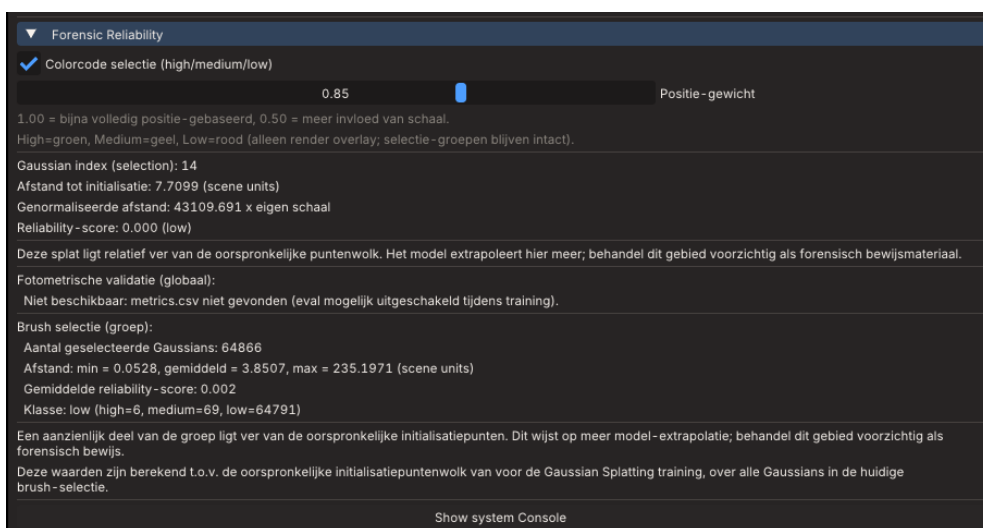 Forensic Reliability
Colorcode selectie (high/medium/low)
0.85 Positie-gewicht
1.00 = bijna volledig positie-gebaseerd, 0.50 = meer invloed van schaal.
High=groen, Medium=geel, Low=rood (alleen render overlay; selectie-groepen blijven intact).
Gaussian index (selection): 14
Afstand tot initialisatie: 7.7099 (scene units)
Genormaliseerde afstand: 43109.691 x eigen schaal
Reliability-score: 0.000 (low)
Deze splat ligt relatief ver van de oorspronkelijke puntenwolk. Het model extrapoleert hier meer; behandel dit gebied voorzichtig als forensisch bewijsmateriaal.
Fotometrische validatie (globaal):
Niet beschikbaar: metrics.csv niet gevonden (eval mogelijk uitgeschakeld tijdens training).
Brush selectie (groep):
Aantal geselecteerde Gaussians: 64866
Afstand: min = 0.0528, gemiddeld = 3.8507, max = 235.1971 (scene units)
Gemiddelde reliability-score: 0.002
Klasse: low (high=6, medium=69, low=64791)
Een aanzienlijk deel van de groep ligt ver van de oorspronkelijke initialisatiepunten. Dit wijst op meer model-extrapolatie; behandel dit gebied voorzichtig als
forensisch bewijs.
Deze waarden zijn berekend t.o.v. de oorspronkelijke initialisatiepuntenwolk van voor de Gaussian Splatting training, over alle Gaussians in de huidige
brush-selectie.
Show system Console